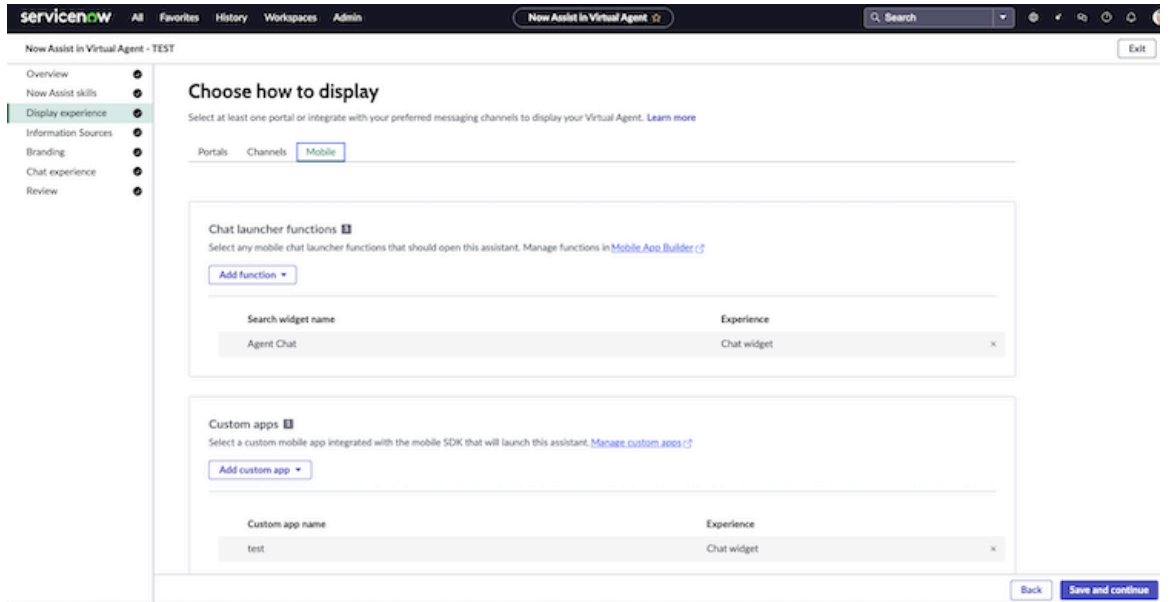 servicenow All Favorites History Workspaces Admin Now Assist in Virtual Agent Search
Now Assist in Virtual Agent - TEST Exit
Overview
Now Assist skills
Display experience
Information Sources
Branding
Chat experience
Review
Choose how to display
Select at least one portal or integrate with your preferred messaging channels to display your Virtual Agent. Learn more
Portals Channels Mobile
Chat launcher functions
Select any mobile chat launcher functions that should open this assistant. Manage functions in Mobile App Builder
Add function
Search widget name Experience
Agent Chat Chat widget
Custom apps
Select a custom mobile app integrated with the mobile SDK that will launch this assistant. Manage custom apps
Add custom app
Custom app name Experience
test Chat widget
Back Save and continue